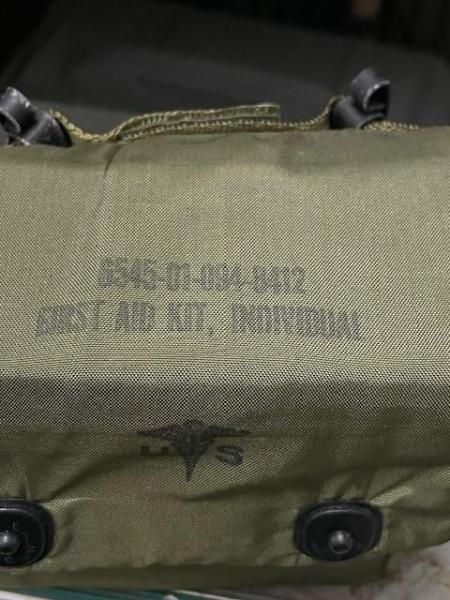 6545-01-094-8412
FIRST AID KIT, INDIVIDUAL
U S